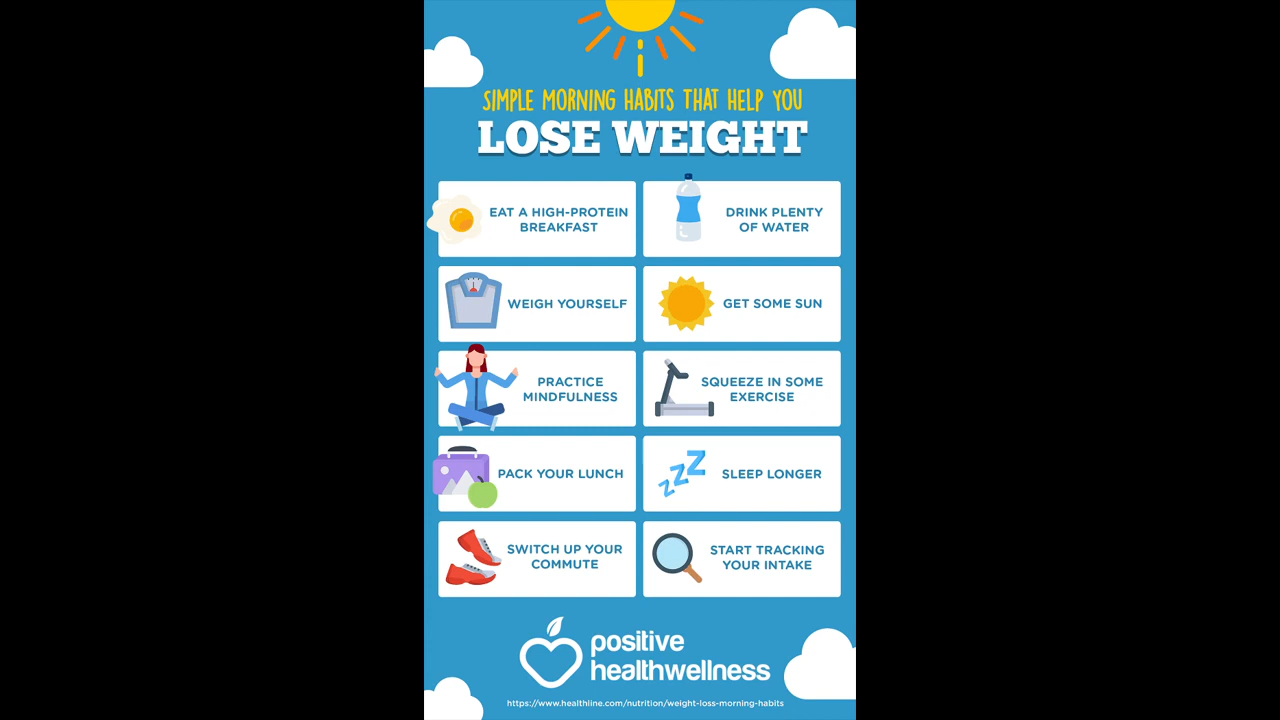 SIMPLE MORNING HABITS THAT HELP YOU
LOSE WEIGHT
EAT A HIGH-PROTEIN
BREAKFAST
DRINK PLENTY
OF WATER
WEIGH YOURSELF
GET SOME SUN
PRACTICE
MINDFULNESS
SQUEEZE IN SOME
EXERCISE
PACK YOUR LUNCH
ZZZ
SLEEP LONGER
SWITCH UP YOUR
COMMUTE
START TRACKING
YOUR INTAKE
positive
healthwellness
https://www.healthline.com/nutrition/weight-loss-morning-habits